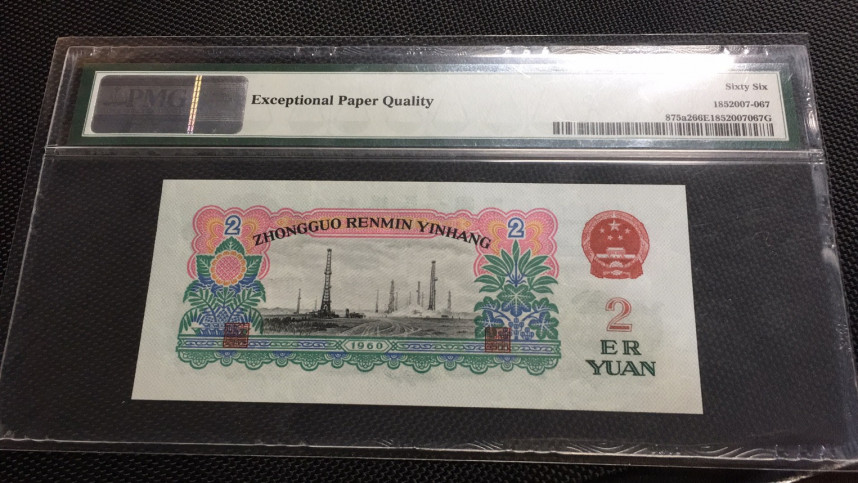 PMG
Exceptional Paper Quality
Sixty Six
1852007-067
875a266E1852007067G
2
2
ZHONGGUO RENMIN YINHANG
1960
2
ER
YUAN